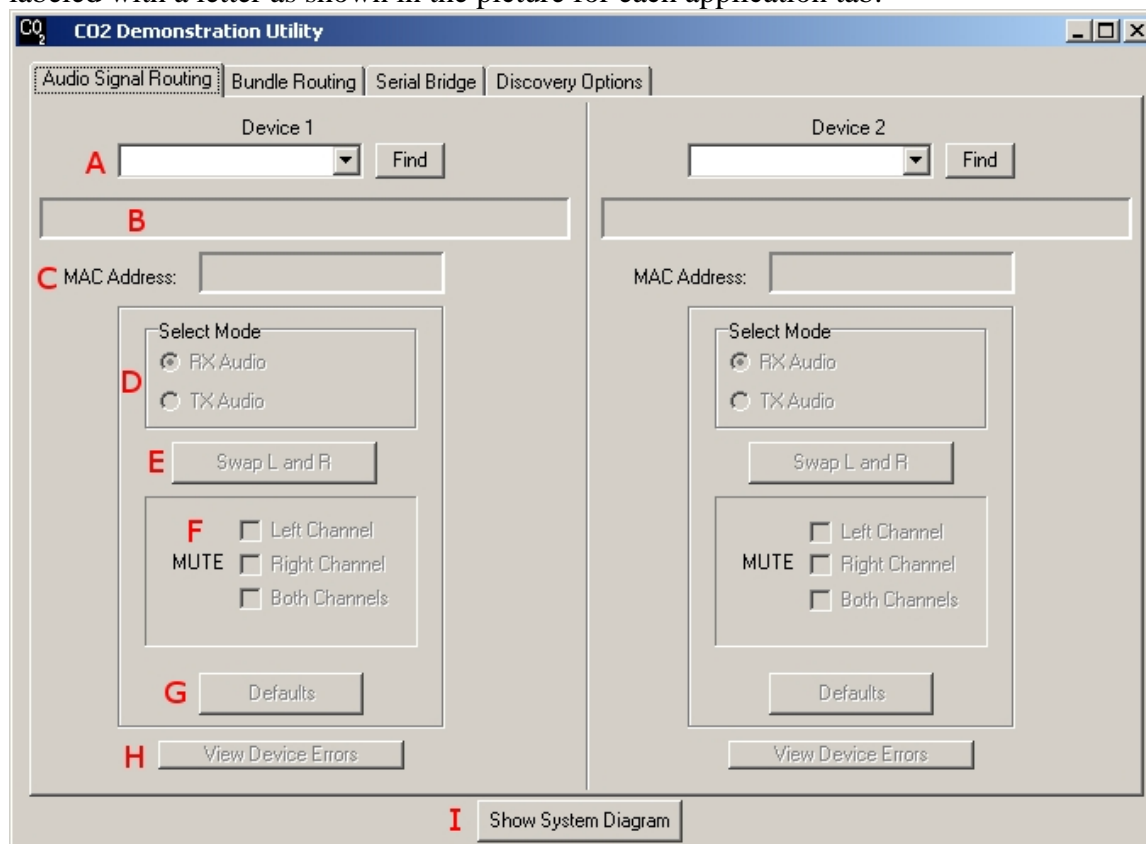 labeled with a letter as shown in the picture for each application tab.
CO2 CO2 Demonstration Utility
Audio Signal Routing Bundle Routing Serial Bridge Discovery Options
Device 1 Device 2
A Find Find
B
C MAC Address: MAC Address:
Select Mode Select Mode
RX Audio RX Audio
D
TX Audio TX Audio
E Swap L and R Swap L and R
F Left Channel Left Channel
MUTE Right Channel MUTE Right Channel
Both Channels Both Channels
G Defaults Defaults
H View Device Errors View Device Errors
I Show System Diagram